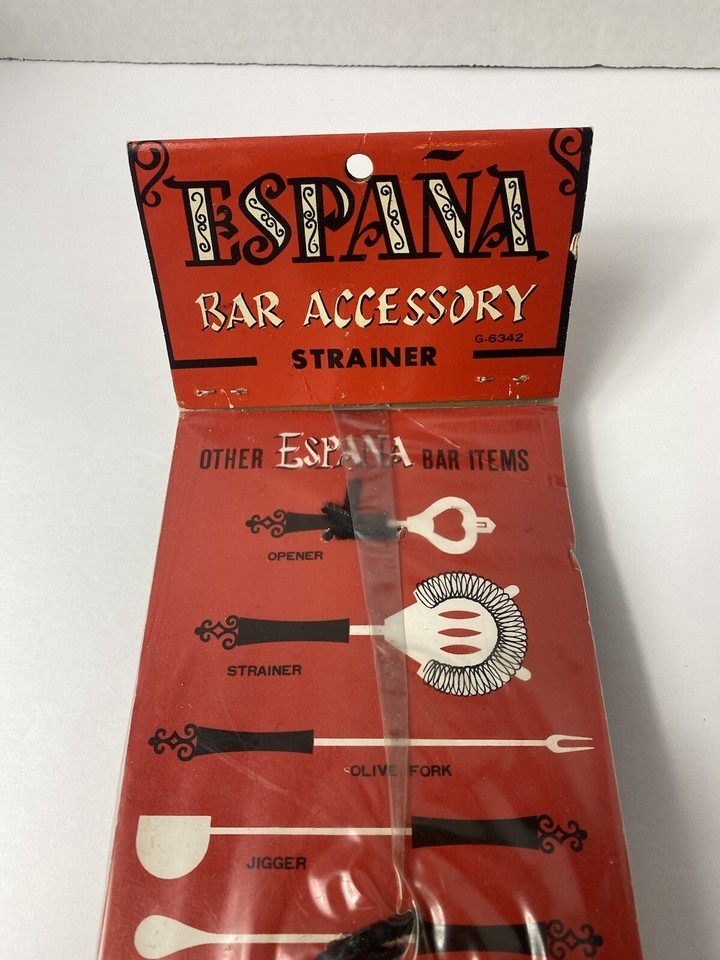 ESPAÑA
BAR ACCESSORY
G-6342
STRAINER
OTHER ESPAÑA BAR ITEMS
OPENER
STRAINER
OLIVE FORK
JIGGER